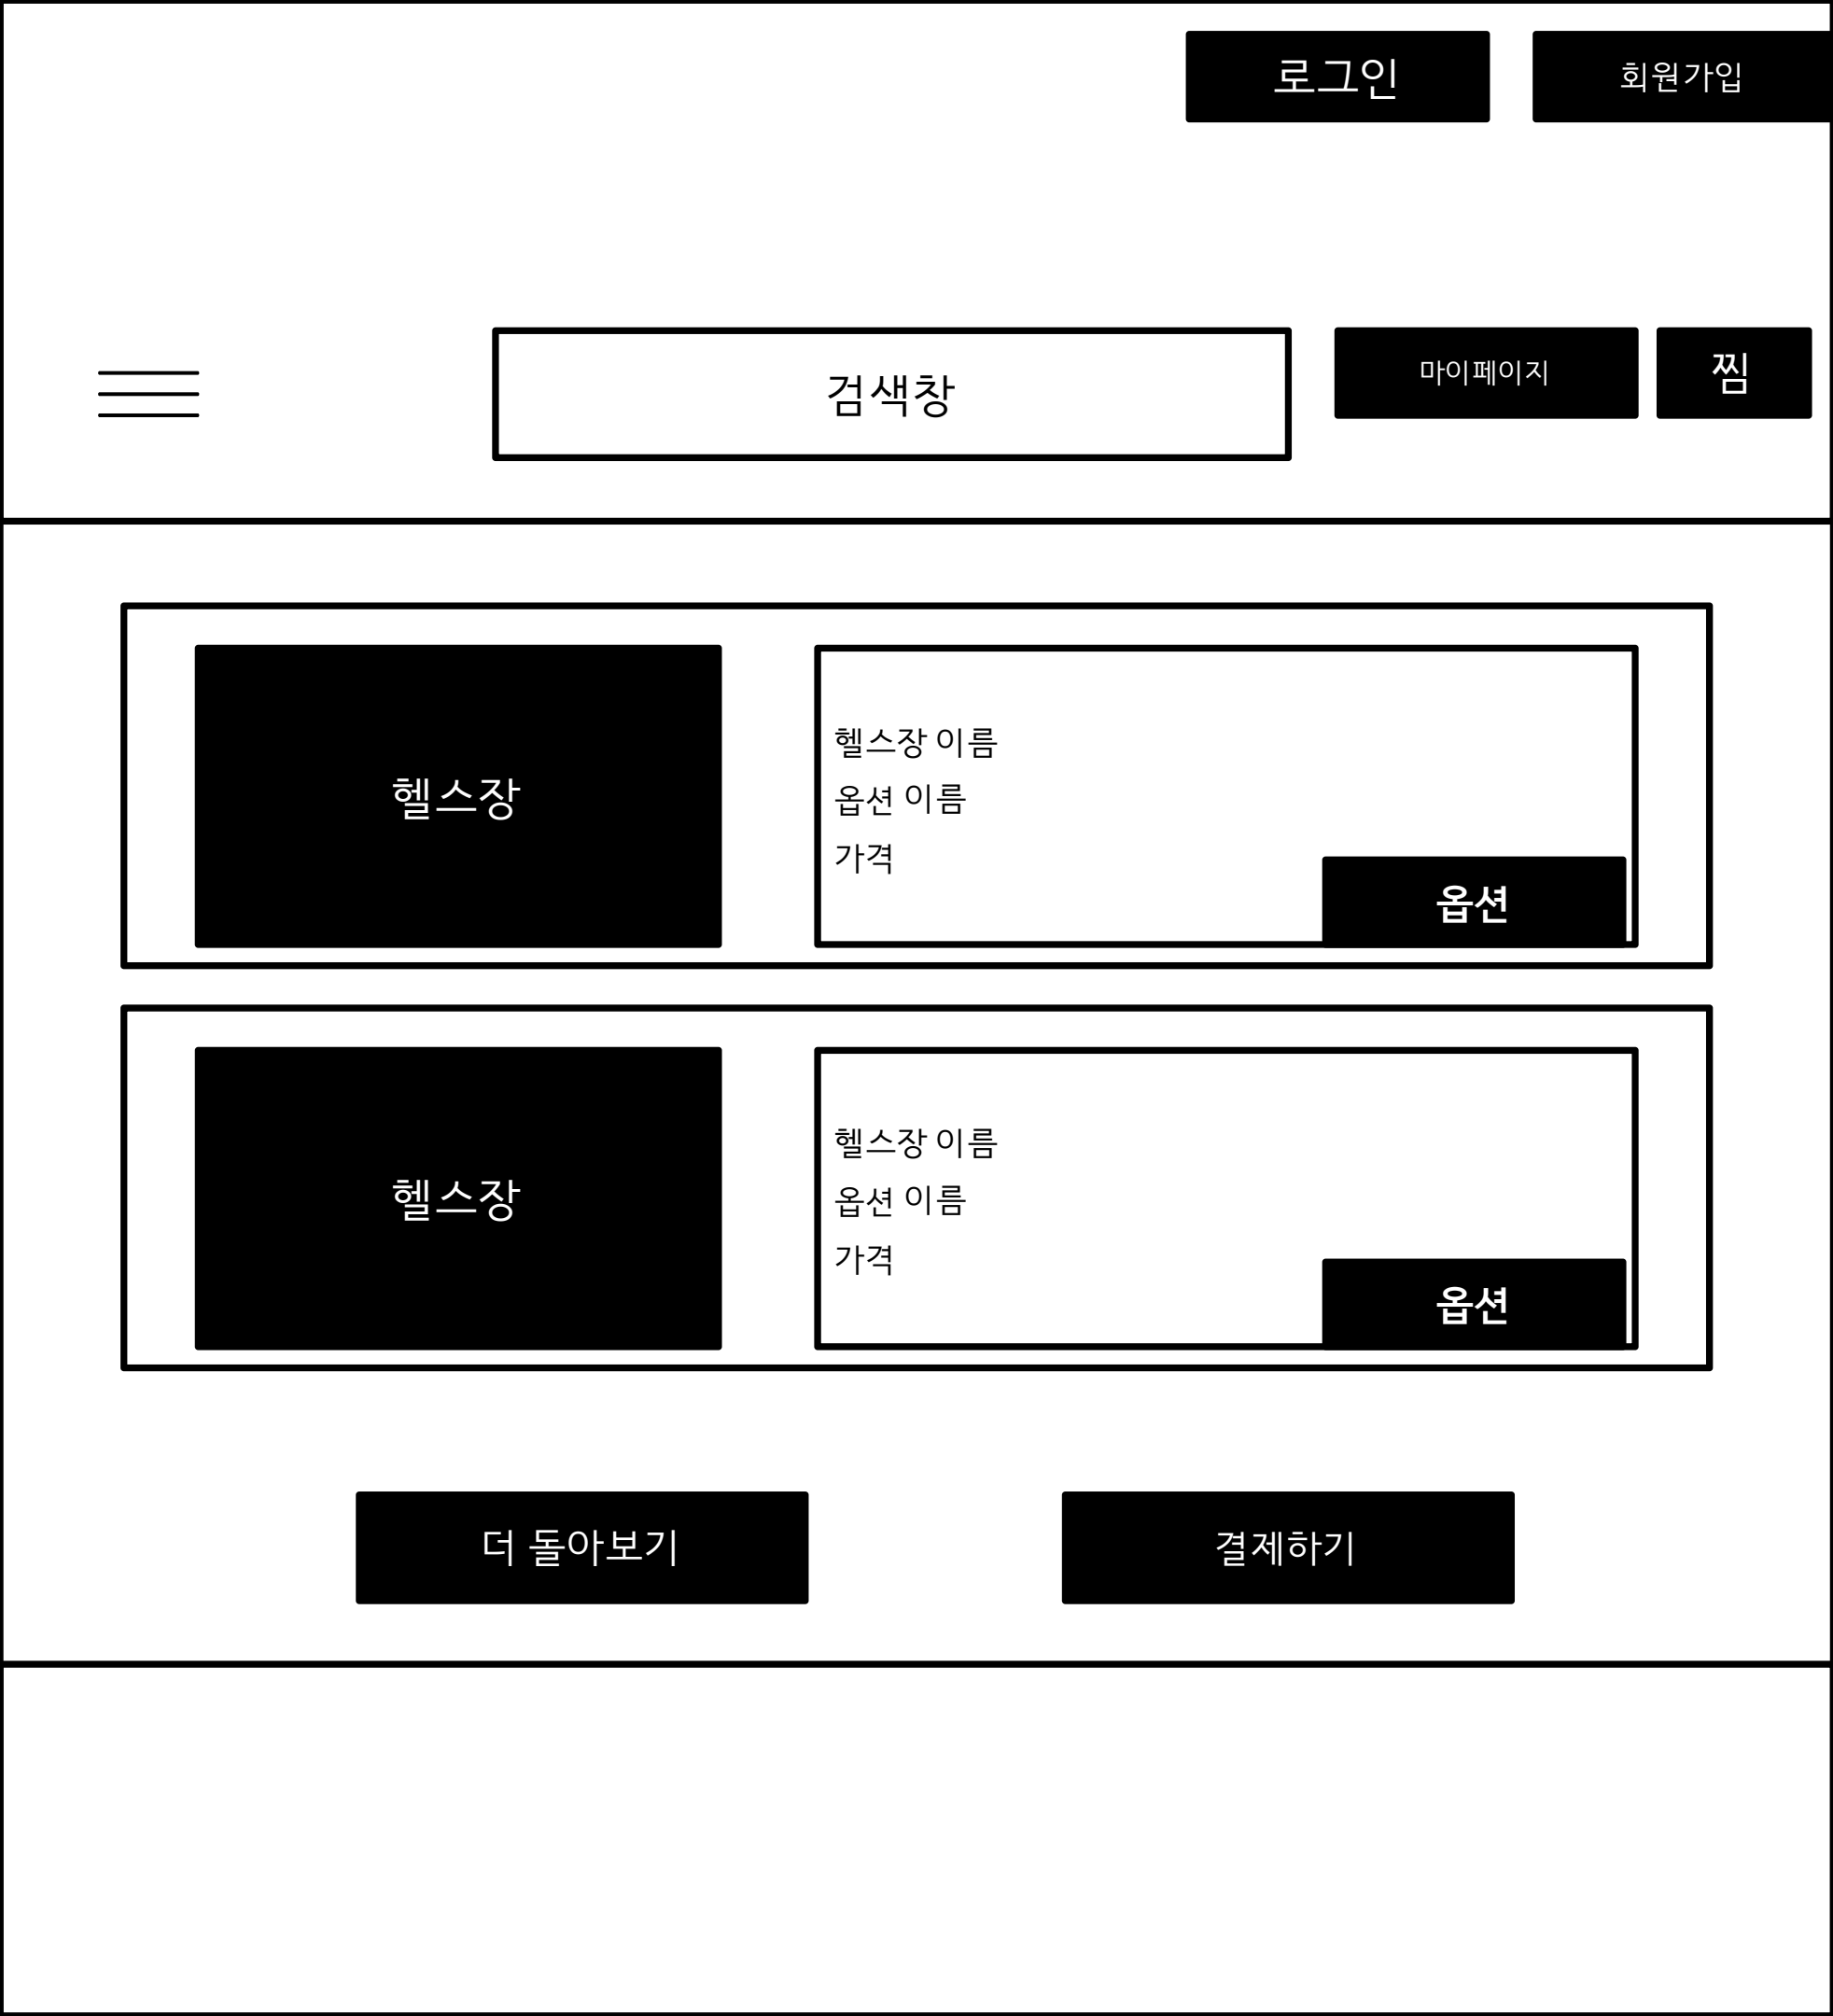 로그인
회원가입
검색창
마이페이지
찜
헬스장
헬스장 이름
옵션 이름
가격
옵션
헬스장
헬스장 이름
옵션 이름
가격
옵션
더 돌아보기
결제하기